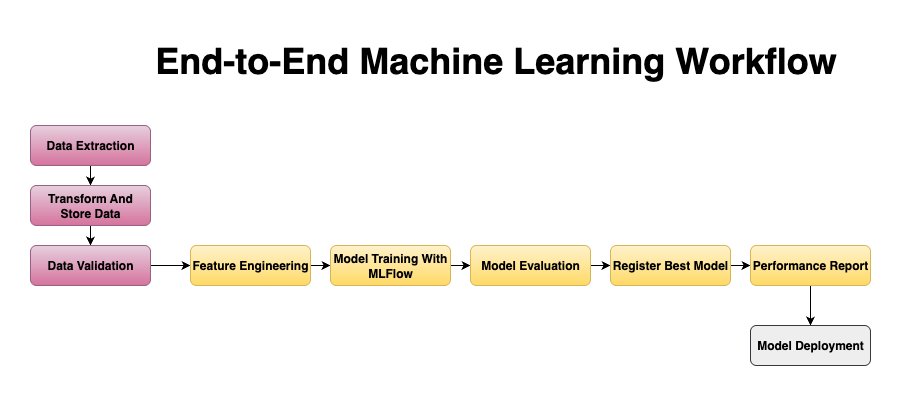 End-to-End Machine Learning Workflow
Data Extraction
Transform And
Store Data
Data Validation
Feature Engineering
Model Training With
MLFlow
Model Evaluation
Register Best Model
Performance Report
Model Deployment